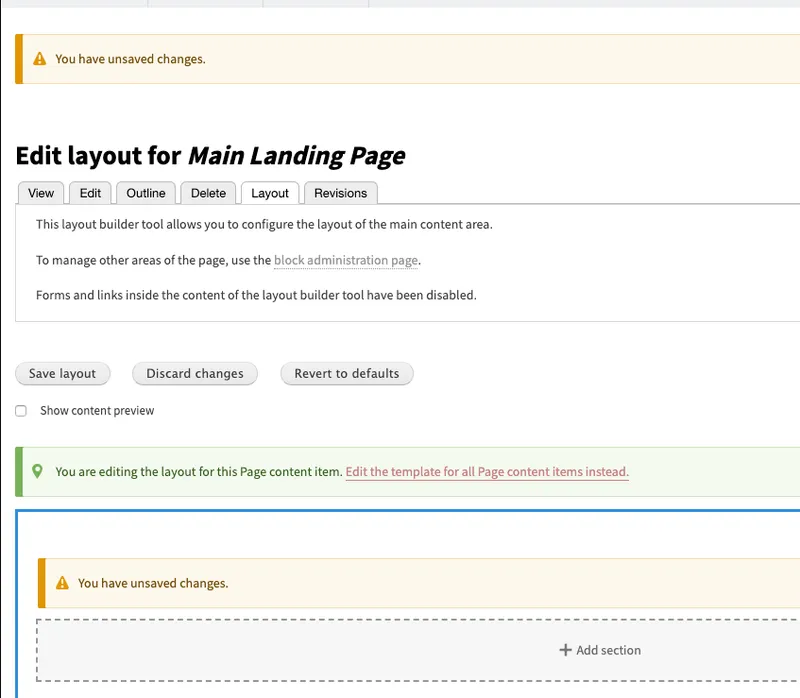 You have unsaved changes.
Edit layout for Main Landing Page
View Edit Outline Delete Layout Revisions
This layout builder tool allows you to configure the layout of the main content area.
To manage other areas of the page, use the block administration page.
Forms and links inside the content of the layout builder tool have been disabled.
Save layout Discard changes Revert to defaults
Show content preview
You are editing the layout for this Page content item. Edit the template for all Page content items instead.
You have unsaved changes.
+ Add section